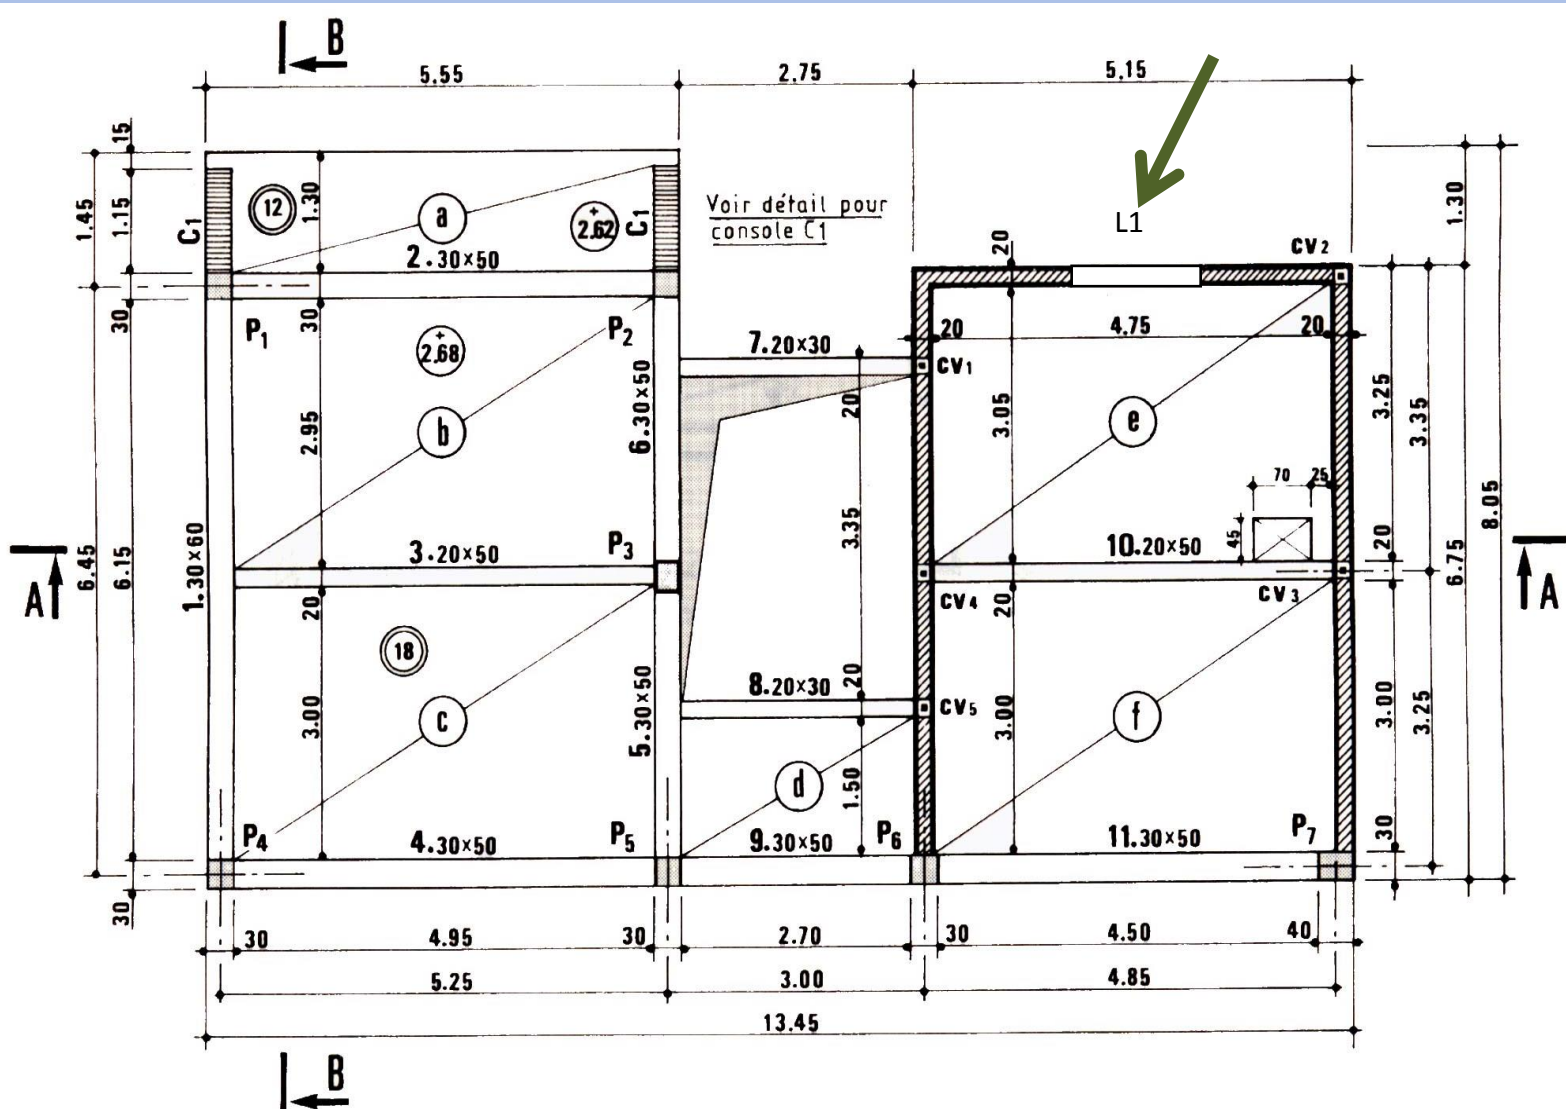 B
5.55
2.75
5.15
15
1.45
1.15
C1
12
1.30
a
+
2.62
C1
Voir détail pour
console C1
L1
1.30
2.30×50
20
CV2
30
P1
30
P2
+
2.68
7.20×30
20
4.75
20
CV1
20
2.95
b
6.30×50
3.05
e
3.25
3.35
70
25
8.05
6.45
6.15
1.30×60
3.20×50
P3
3.35
10.20×50
45
20
6.75
A
A
20
CV4
20
CV3
18
c
3.00
5.30×50
8.20×30
20
CV5
3.00
f
3.00
3.25
d
1.50
P4
4.30×50
P5
9.30×50
P6
11.30×50
P7
30
30
30
4.95
30
2.70
30
4.50
40
5.25
3.00
4.85
13.45
B